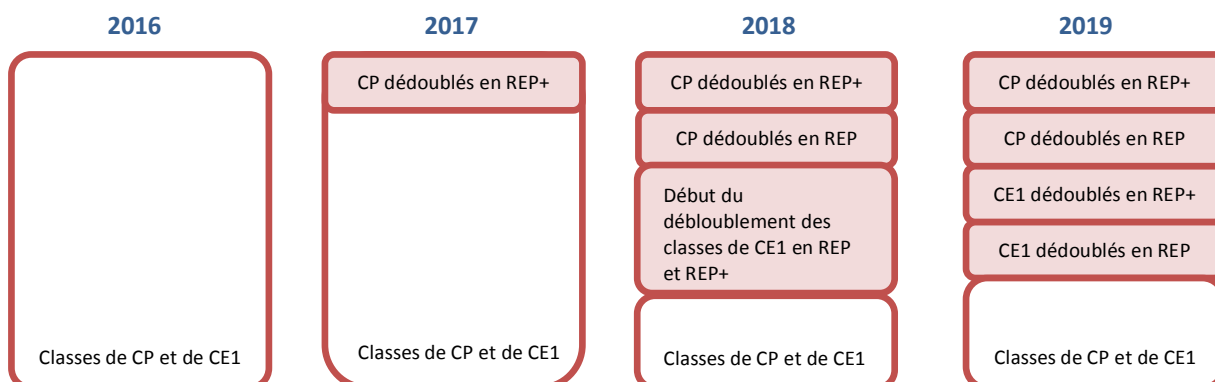 2016
Classes de CP et de CE1
2017
CP dédoublés en REP+
Classes de CP et de CE1
2018
CP dédoublés en REP+
CP dédoublés en REP
Début du
débloublement des
classes de CE1 en REP
et REP+
Classes de CP et de CE1
2019
CP dédoublés en REP+
CP dédoublés en REP
CE1 dédoublés en REP+
CE1 dédoublés en REP
Classes de CP et de CE1